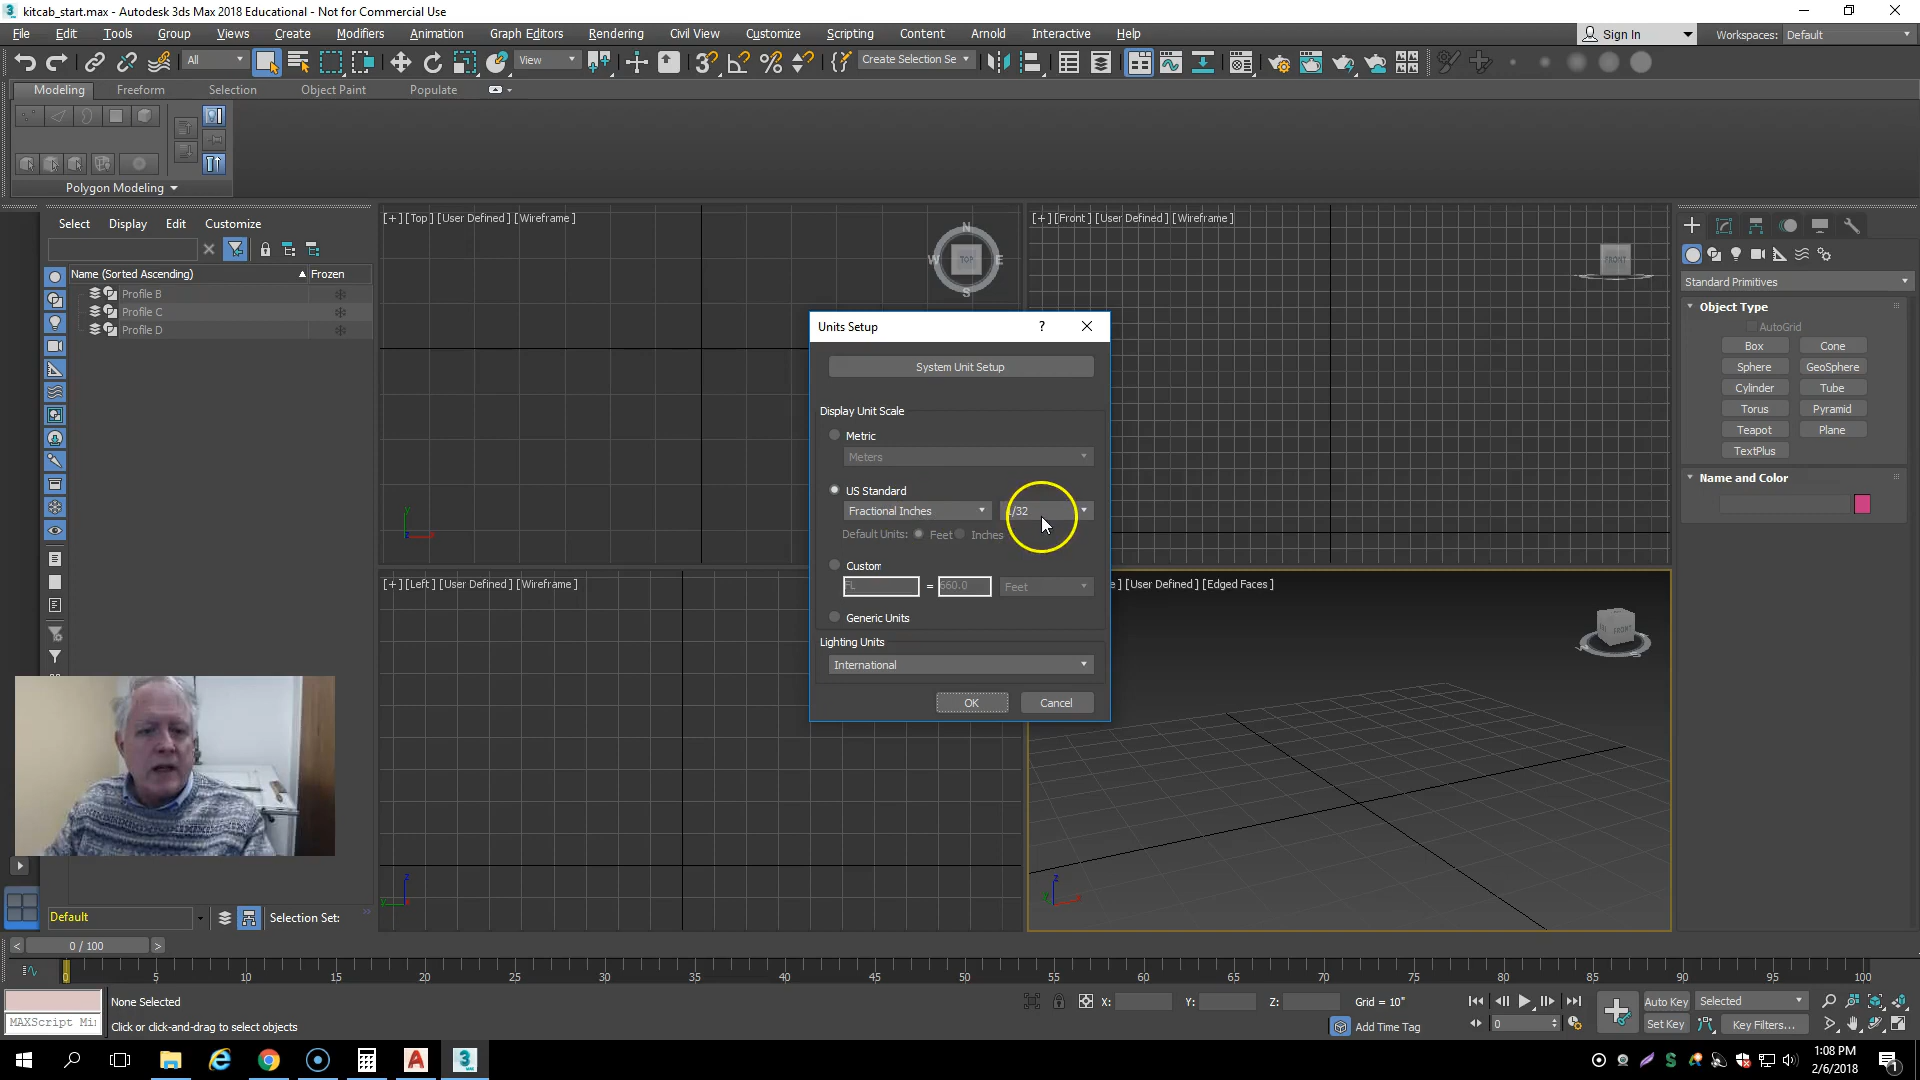 kitcab_start.max - Autodesk 3ds Max 2018 Educational - Not for Commercial Use
File Edit Tools Group Views Create Modifiers Animation Graph Editors Rendering Civil View Customize Scripting Content Arnold Interactive Help Sign In Workspaces: Default
All View Create Selection Se
Modeling Freeform Selection Object Paint Populate
Polygon Modeling
Select Display Edit Customize
Name (Sorted Ascending) Frozen
Profile B
Profile C
Profile D
[+] [Top] [User Defined] [Wireframe]
N
W TOP E
S
[+] [Front] [User Defined] [Wireframe]
FRONT
[+] [Left] [User Defined] [Wireframe]
[User Defined] [Edged Faces]
FRONT
Units Setup ? ×
System Unit Setup
Display Unit Scale
Metric
Meters
US Standard
Fractional Inches 1/32
Default Units: Feet Inches
Custom
FL = 660.0 Feet
Generic Units
Lighting Units
International
OK Cancel
Standard Primitives
Object Type
AutoGrid
Box Cone
Sphere GeoSphere
Cylinder Tube
Torus Pyramid
Teapot Plane
TextPlus
Name and Color
Default Selection Set:
< 0 / 100 >
0 5 10 15 20 25 30 35 40 45 50 55 60 65 70 75 80 85 90 95 100
None Selected X: Y: Z: Grid = 10" Auto Key Selected
MAXScript Mi
Click or click-and-drag to select objects Add Time Tag 0 Set Key Key Filters...
1:08 PM
2/6/2018